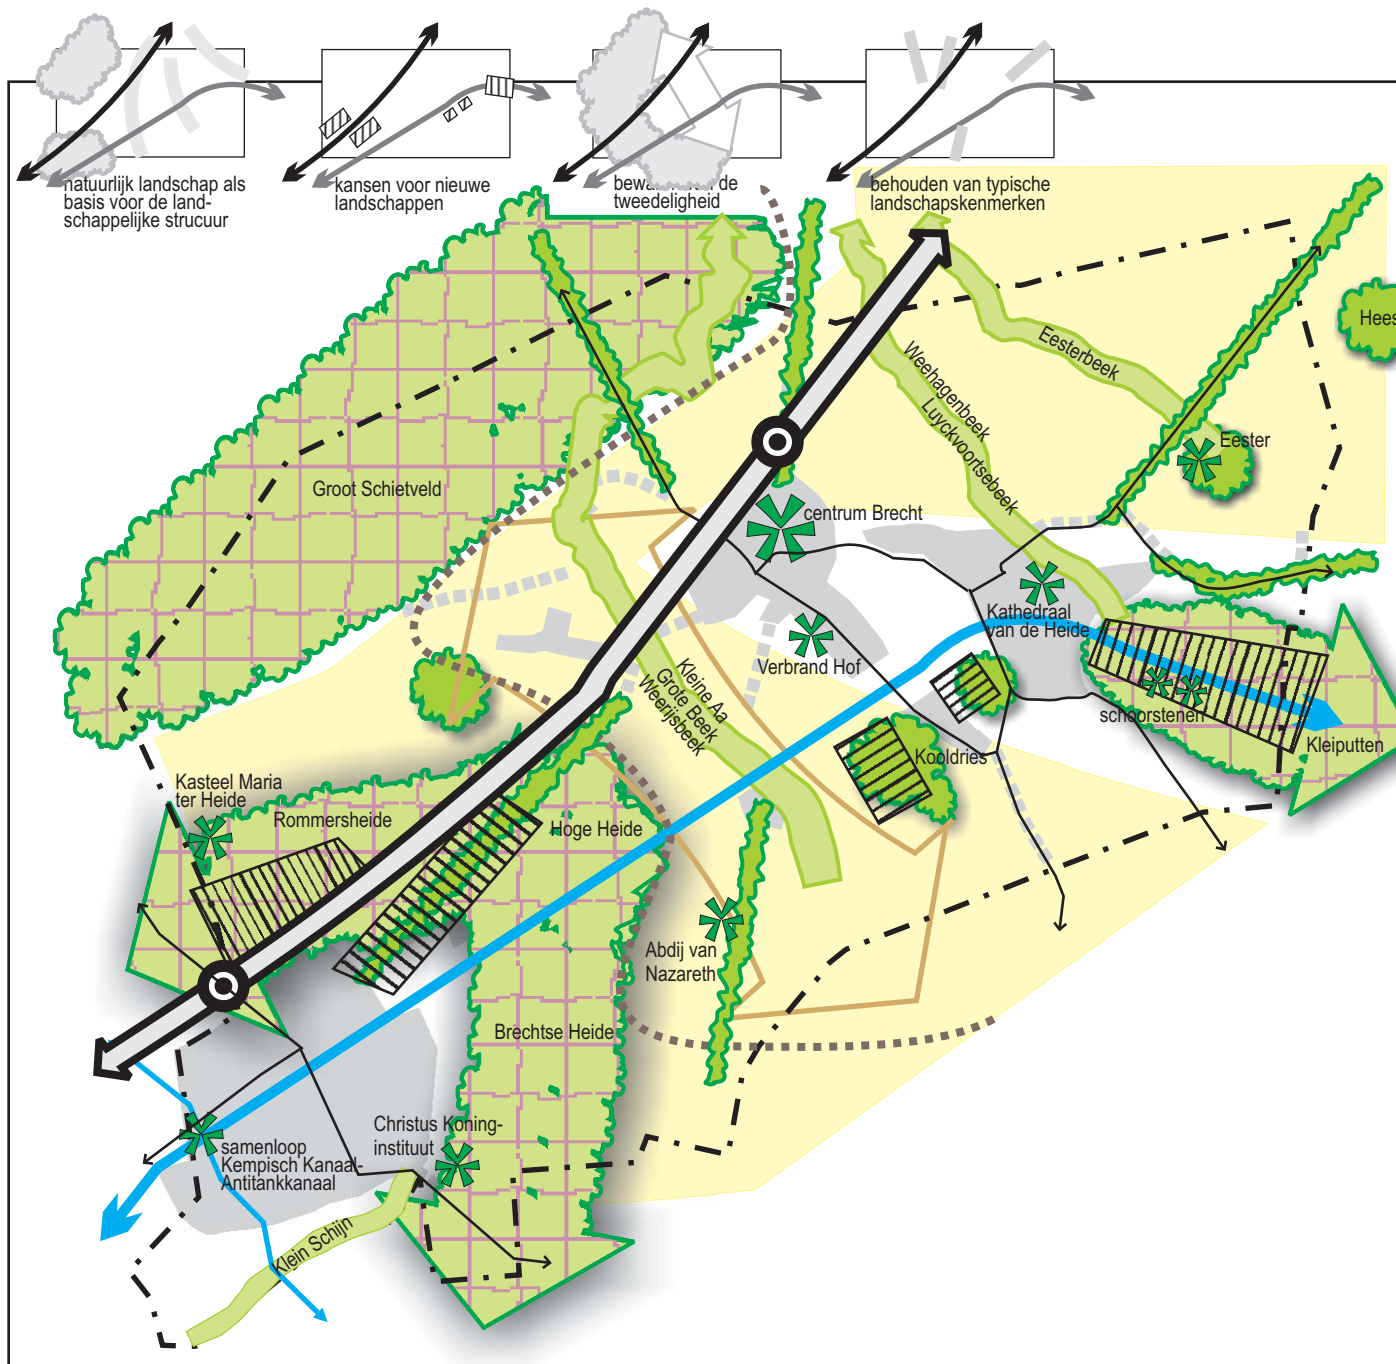 natuurlijk landschap als
basis voor de land-
schappelijke strucuur
kansen voor nieuwe
landschappen
de
tweedeligheid
behouden van typische
landschapskenmerken
Hees
Eesterbeek
Weehagenbeek
Luyckvoortsebeek
Eester
Groot Schietveld
centrum Brecht
Kathedraal
van de Heide
Verbrand Hof
Kleine Aa
Grote Beek
Weerijsbeek
schoorstenen
Kleiputten
Kooldries
Kasteel Maria
ter Heide
Rommersheide
Hoge Heide
Abdij van
Nazareth
Brechtse Heide
Christus Koning-
instituut
samenloop
Kempisch Kanaal-
Antitankkanaal
Klein Schijn